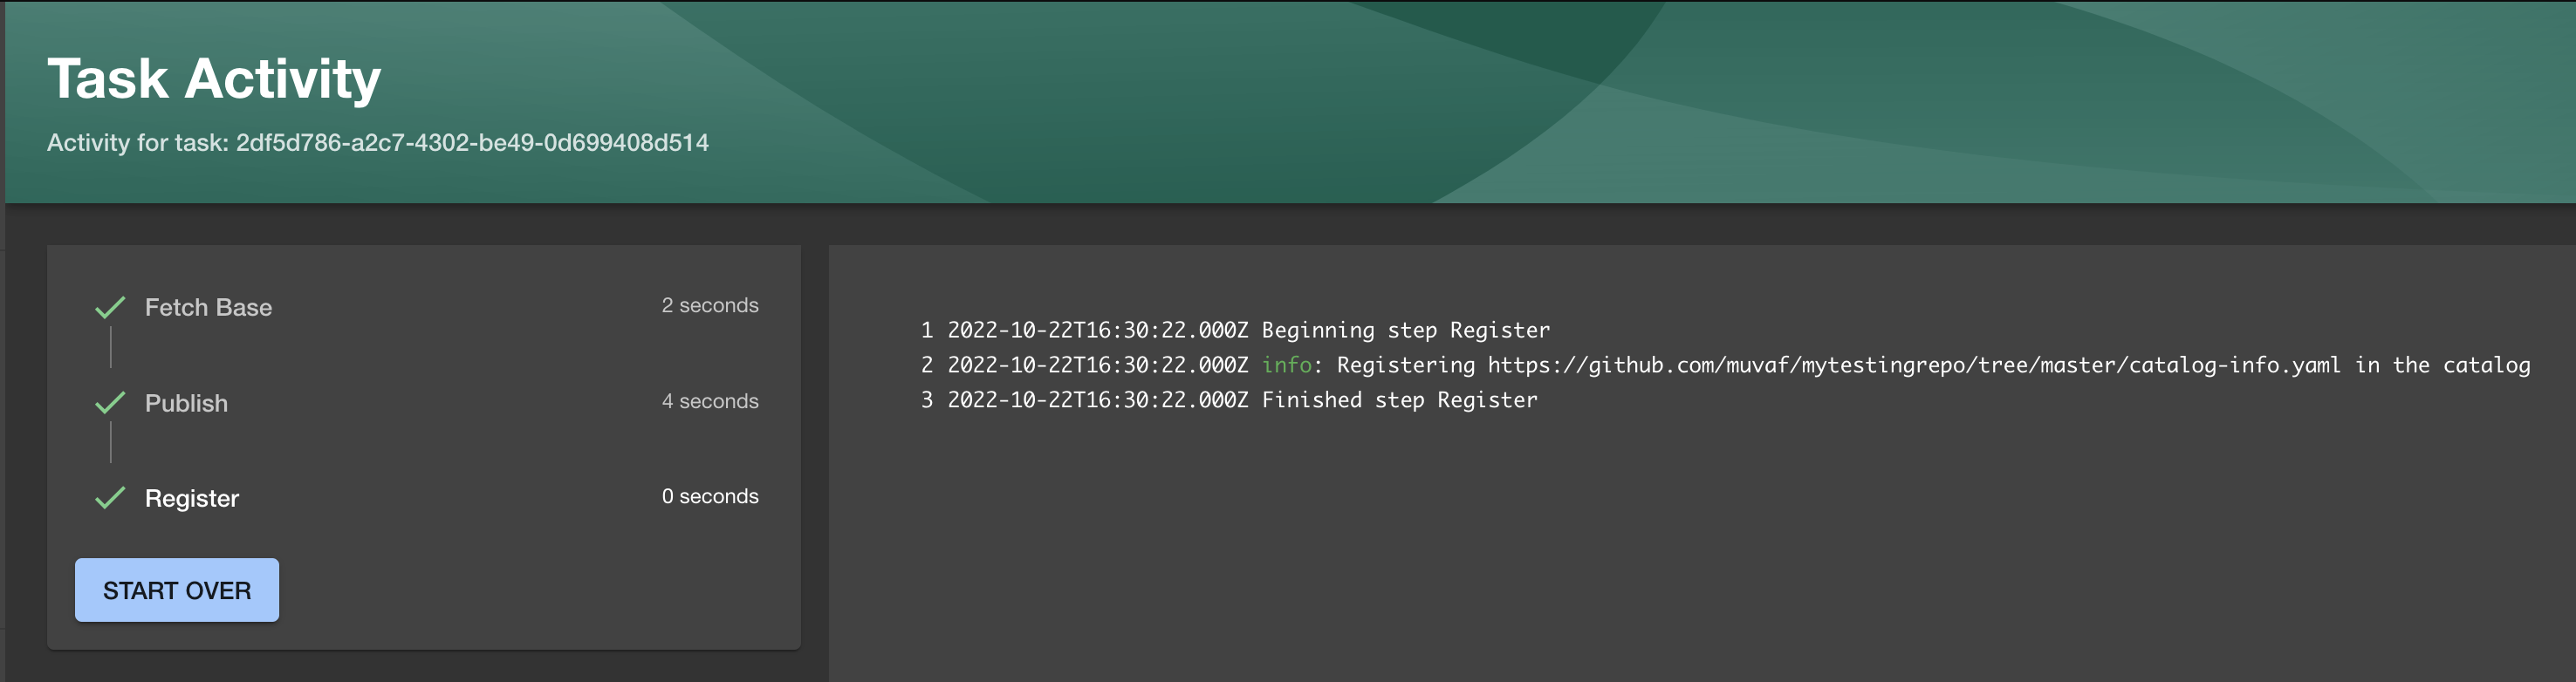 Task Activity
Activity for task: 2df5d786-a2c7-4302-be49-0d699408d514
Fetch Base 2 seconds
Publish 4 seconds
Register 0 seconds
START OVER
1 2022-10-22T16:30:22.000Z Beginning step Register
2 2022-10-22T16:30:22.000Z info: Registering https://github.com/muvaf/mytestingrepo/tree/master/catalog-info.yaml in the catalog
3 2022-10-22T16:30:22.000Z Finished step Register